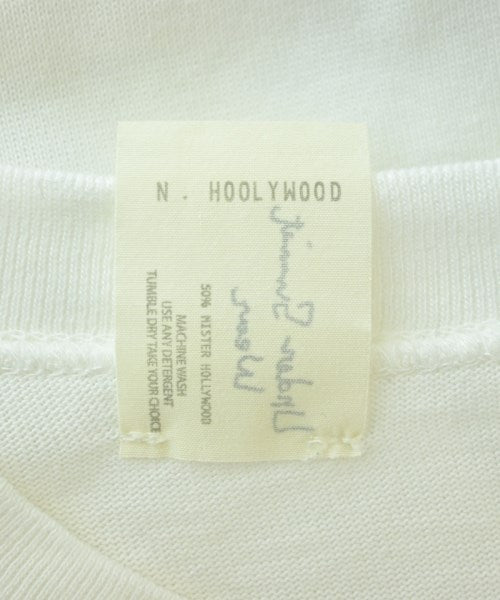 N. HOOLYWOOD
50% MISTER HOLLYWOOD
MACHINE WASH
USE ANY DETERGENT
TUMBLE DRY TAKE YOUR CHOICE